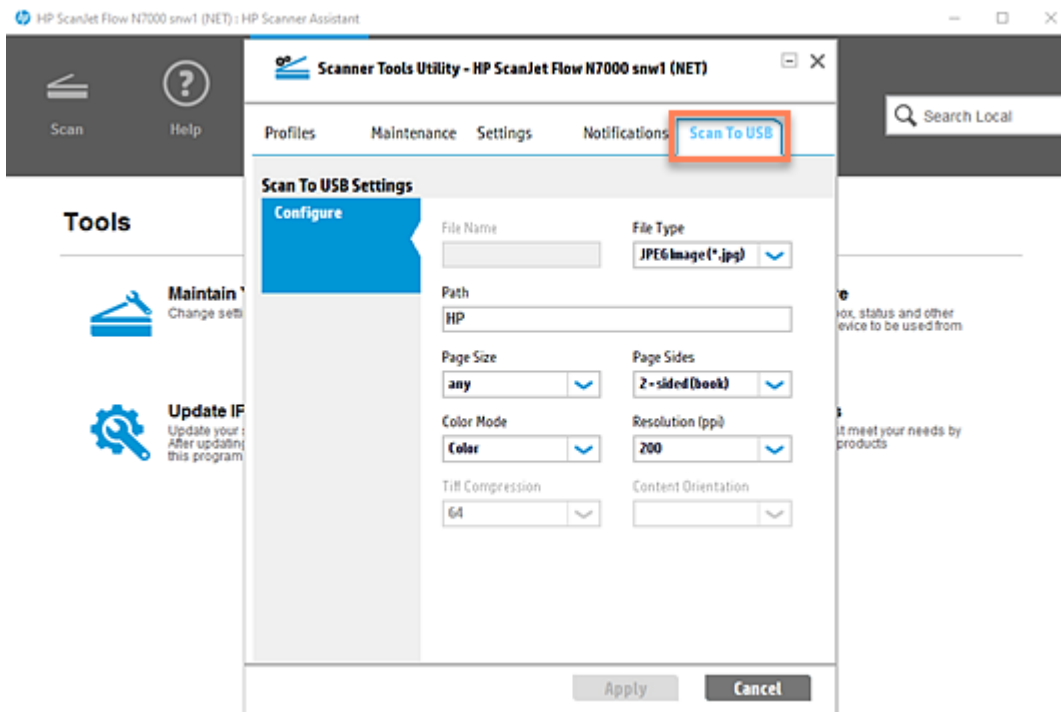 HP ScanJet Flow N7000 snw1 (NET) : HP Scanner Assistant
Scan
Help
Search Local
Scanner Tools Utility - HP ScanJet Flow N7000 snw1 (NET)
Profiles Maintenance Settings Notifications Scan To USB
Scan To USB Settings
Configure
File Name
File Type
JPEG Image (*.jpg)
Path
HP
Page Size
Page Sides
any
2-sided (book)
Color Mode
Resolution (ppi)
Color
200
Tiff Compression
Content Orientation
64
Apply
Cancel
Tools
Maintain
Change
Update
Update your
After updating
this program
status and other
to be used from
meet your needs by
products